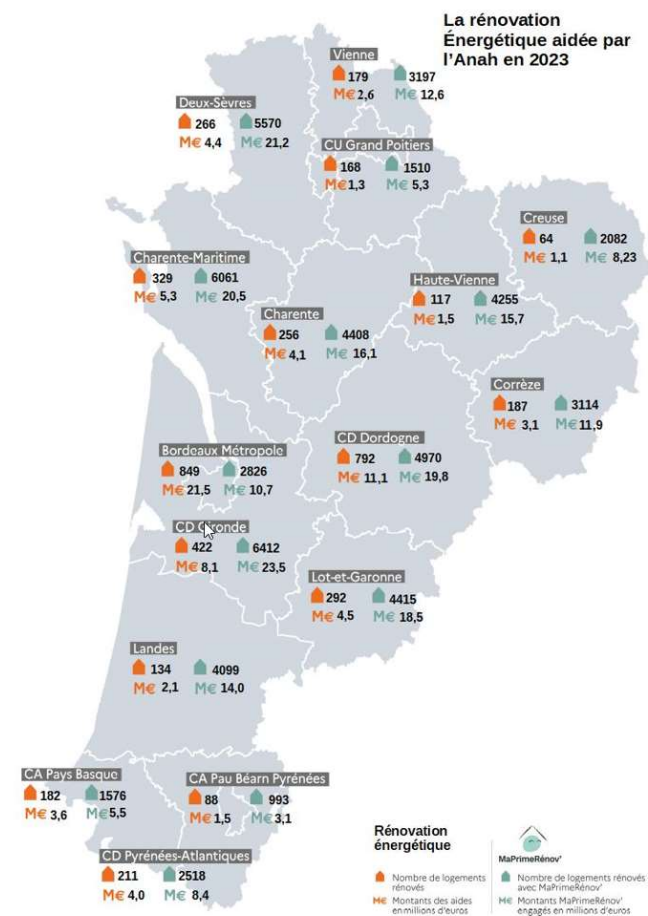 La rénovation
Énergétique aidée par
l'Anah en 2023
Vienne
179 3197
M€ 2,6 M€ 12,6
Deux-Sèvres
266 5570
M€ 4,4 M€ 21,2
CU Grand Poitiers
168 1510
M€ 1,3 M€ 5,3
Creuse
64 2082
M€ 1,1 M€ 8,23
Charente-Maritime
329 6061
M€ 5,3 M€ 20,5
Haute-Vienne
117 4255
M€ 1,5 M€ 15,7
Charente
256 4408
M€ 4,1 M€ 16,1
Corrèze
187 3114
M€ 3,1 M€ 11,9
Bordeaux Métropole
849 2826
M€ 21,5 M€ 10,7
CD Dordogne
792 4970
M€ 11,1 M€ 19,8
CD Gironde
422 6412
M€ 8,1 M€ 23,5
Lot-et-Garonne
292 4415
M€ 4,5 M€ 18,5
Landes
134 4099
M€ 2,1 M€ 14,0
CA Pays Basque
182 1576
M€ 3,6 M€ 5,5
CA Pau Béarn Pyrénées
88 993
M€ 1,5 M€ 3,1
CD Pyrénées-Atlantiques
211 2518
M€ 4,0 M€ 8,4
Rénovation
énergétique
Nombre de logements
rénovés
M€ Montants des aides
en millions d'euros
MaPrimeRénov'
Nombre de logements rénovés
avec MaPrimeRénov'
M€ Montants MaPrimeRénov'
engagés en millions d'euros